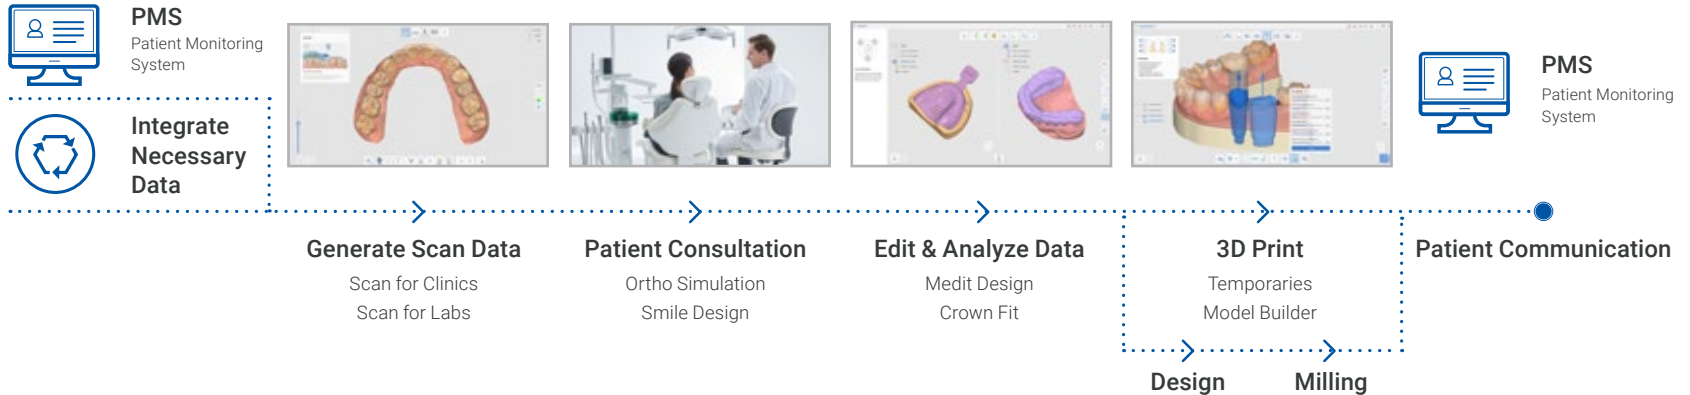 PMS
Patient Monitoring
System
Integrate
Necessary
Data
Generate Scan Data
Scan for Clinics
Scan for Labs
Patient Consultation
Ortho Simulation
Smile Design
Edit & Analyze Data
Medit Design
Crown Fit
3D Print
Temporaries
Model Builder
Design
Milling
PMS
Patient Monitoring
System
Patient Communication